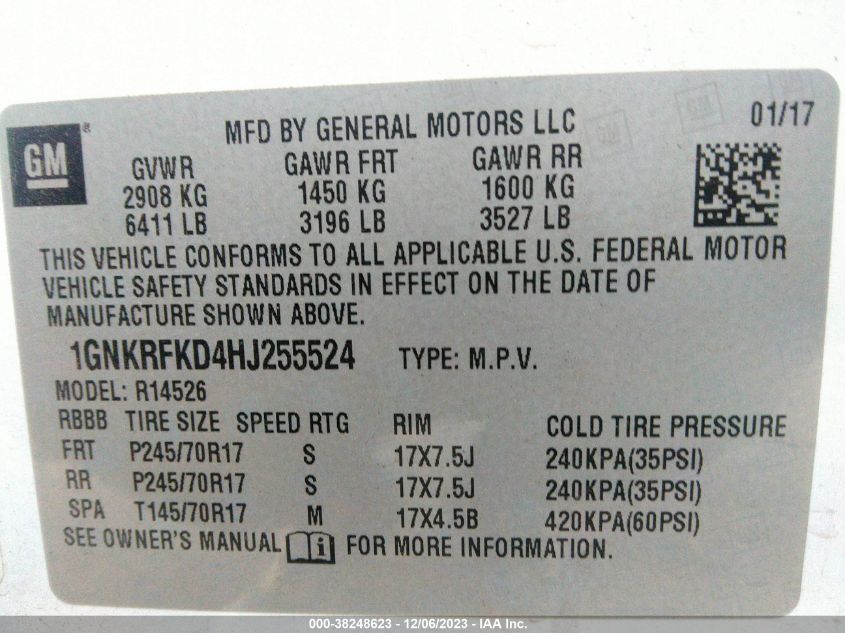 MFD BY GENERAL MOTORS LLC 01/17
GM ®
GVWR GAWR FRT GAWR RR
2908 KG 1450 KG 1600 KG
6411 LB 3196 LB 3527 LB
THIS VEHICLE CONFORMS TO ALL APPLICABLE U.S. FEDERAL MOTOR
VEHICLE SAFETY STANDARDS IN EFFECT ON THE DATE OF
MANUFACTURE SHOWN ABOVE.
1GNKRFKD4HJ255524 TYPE: M.P.V.
MODEL: R14526
RBBB TIRE SIZE SPEED RTG RIM COLD TIRE PRESSURE
FRT P245/70R17 S 17X7.5J 240KPA(35PSI)
RR P245/70R17 S 17X7.5J 240KPA(35PSI)
SPA T145/70R17 M 17X4.5B 420KPA(60PSI)
SEE OWNER'S MANUAL i FOR MORE INFORMATION.
000-38248623 - 12/06/2023 - IAA Inc.